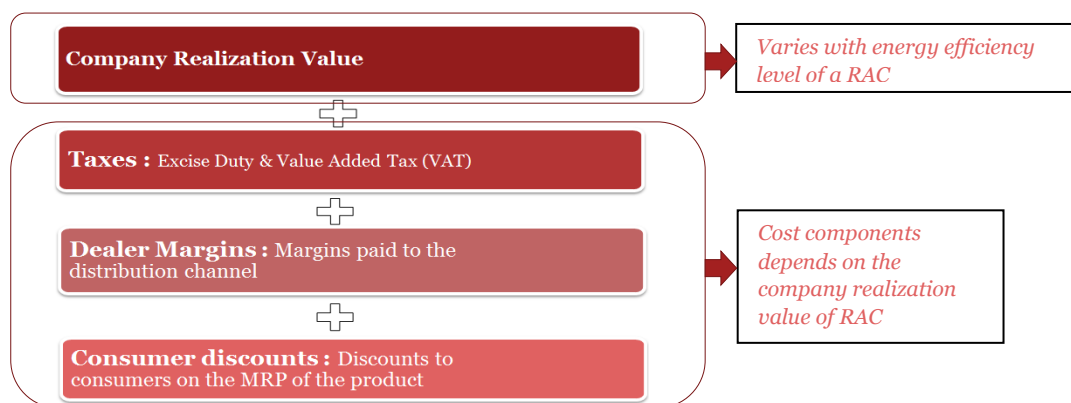 Company Realization Value
Varies with energy efficiency
level of a RAC
Taxes : Excise Duty & Value Added Tax (VAT)
Dealer Margins : Margins paid to the
distribution channel
Cost components
depends on the
company realization
value of RAC
Consumer discounts : Discounts to
consumers on the MRP of the product